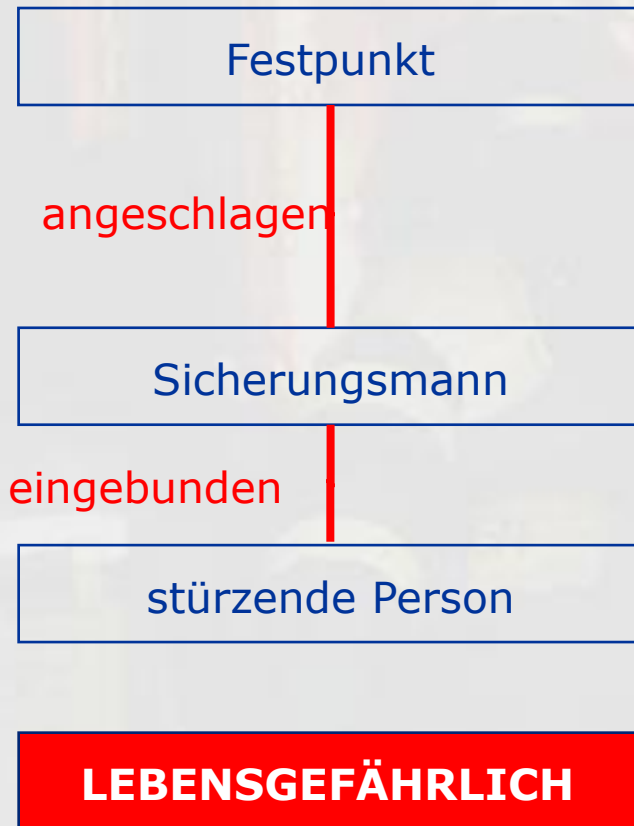 Festpunkt
angeschlagen
Sicherungsmann
eingebunden
stürzende Person
LEBENSGEFÄHRLICH